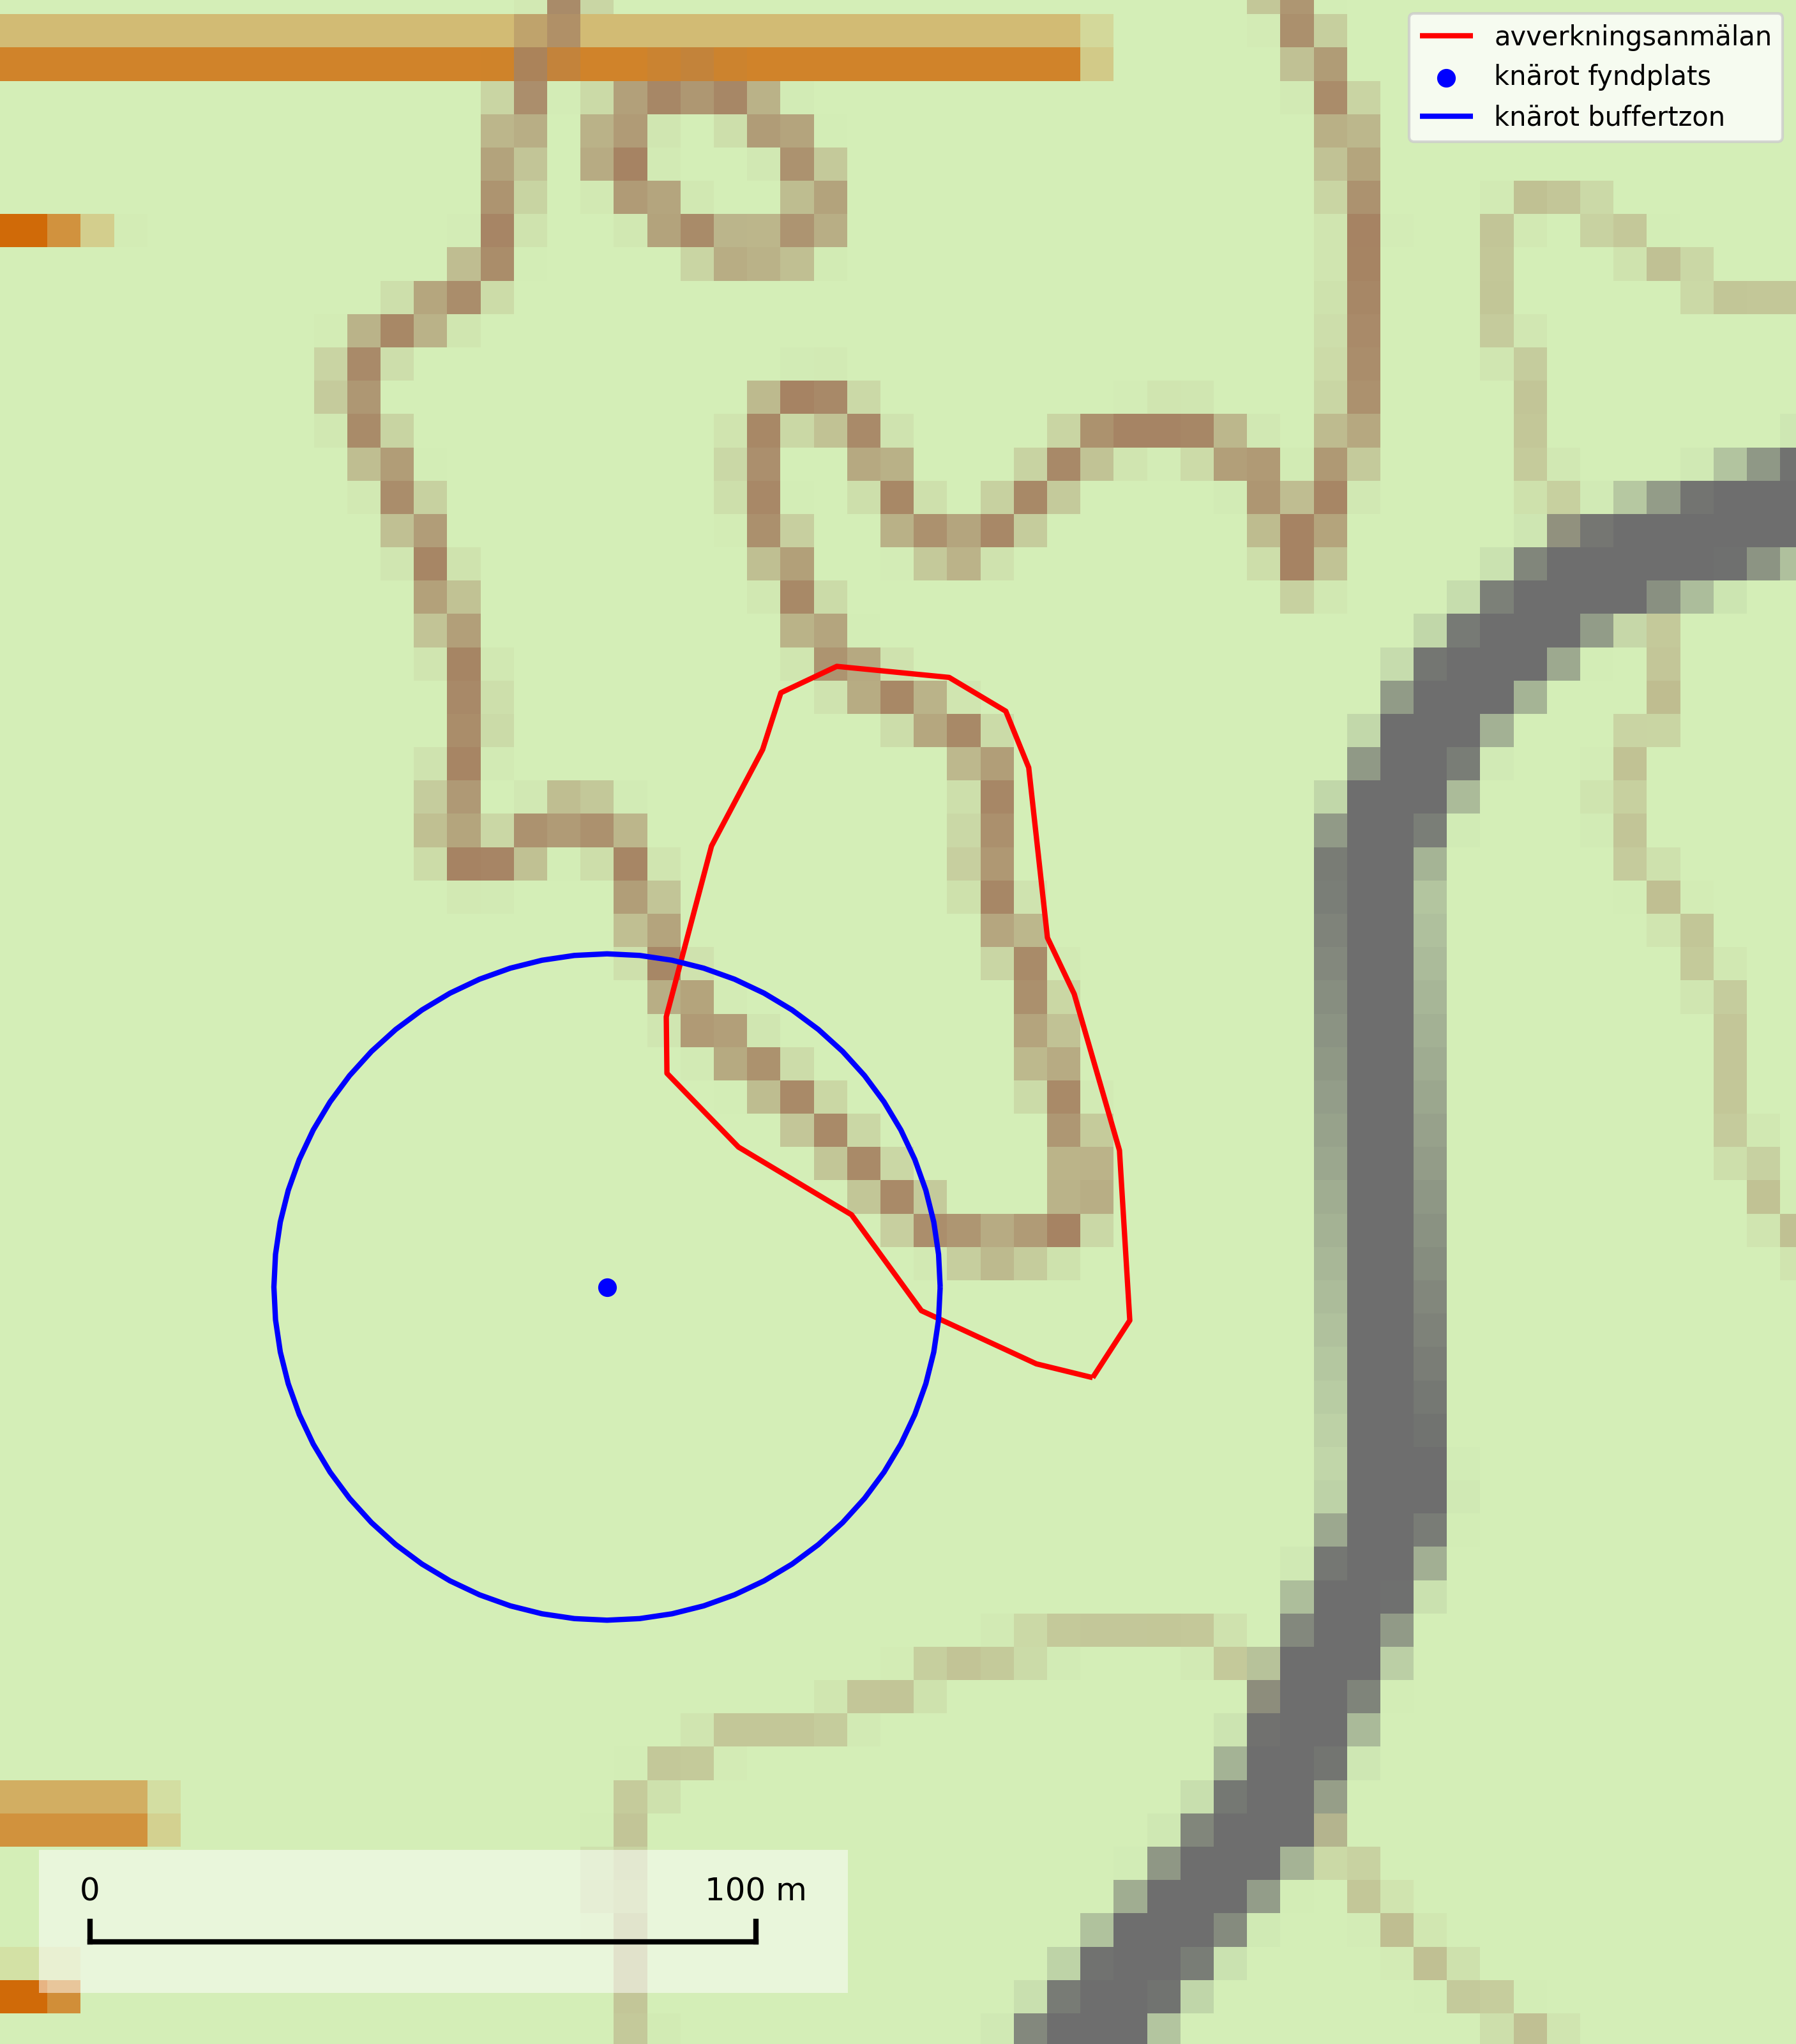 avverkningsanmälan
knärot fyndplats
knärot buffertzon
0 100 m